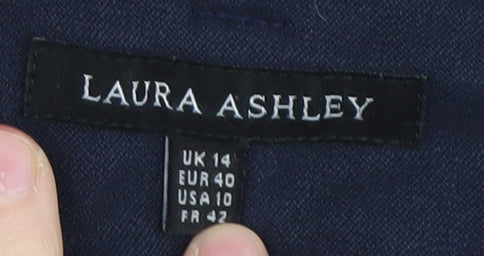 LAURA ASHLEY
UK 14
EUR 40
USA 10
FR 42